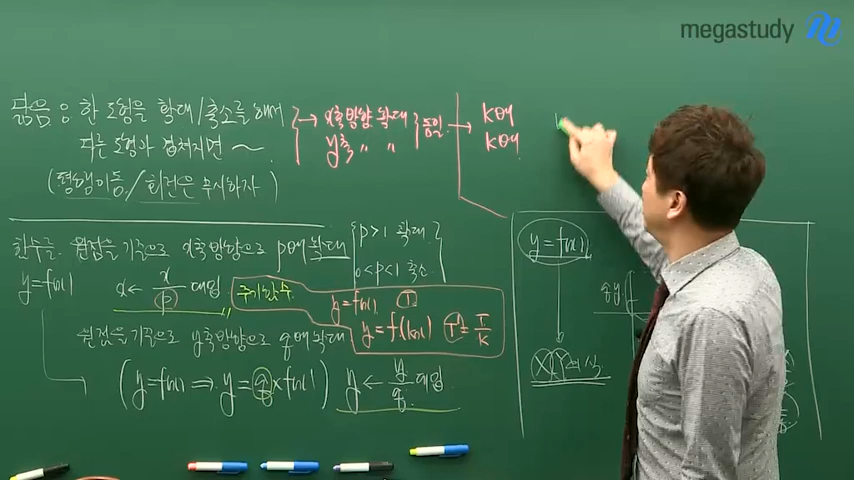 megastudy
닮음 : 한 도형을 확대/축소를 해서
다른 도형과 겹쳐지면 ~
(평행이동/회전은 무시하자)
→ x축방향 확대
y축 〃 〃
동일 →
k배
k배
함수를 원점을 기준으로 x축방향으로 p배 확대
p>1 확대
0<p<1 축소
y=f(x)
x ← x/p 대입
주기함수
y=f(x) T
y=f(kx) T'=T/k
원점을 기준으로 y축방향으로 q배 확대
(y=f(x) ⇒ y=q×f(x))
y ← y/q 대입
y=f(x)